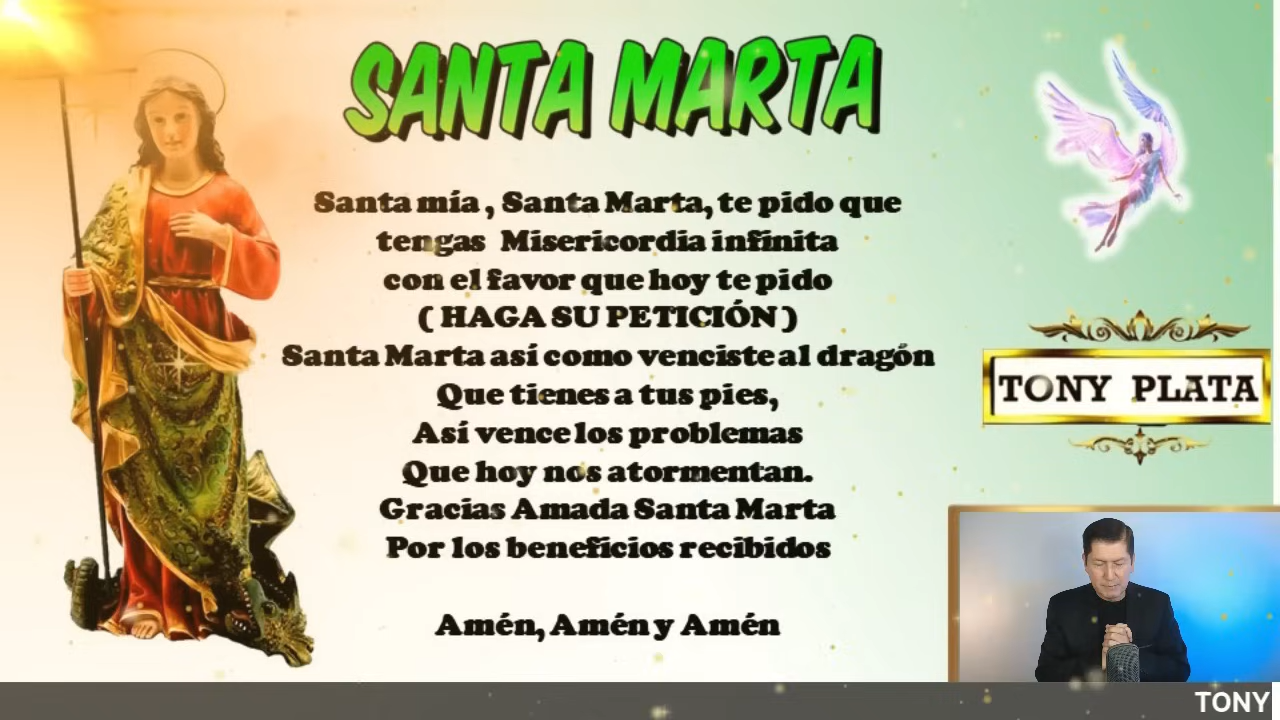 SANTA MARTA
Santa mía , Santa Marta, te pido que
tengas Misericordia infinita
con el favor que hoy te pido
( HAGA SU PETICIÓN )
Santa Marta así como venciste al dragón
Que tienes a tus pies,
Así vence los problemas
Que hoy nos atormentan.
Gracias Amada Santa Marta
Por los beneficios recibidos
Amén, Amén y Amén
TONY PLATA
TONY